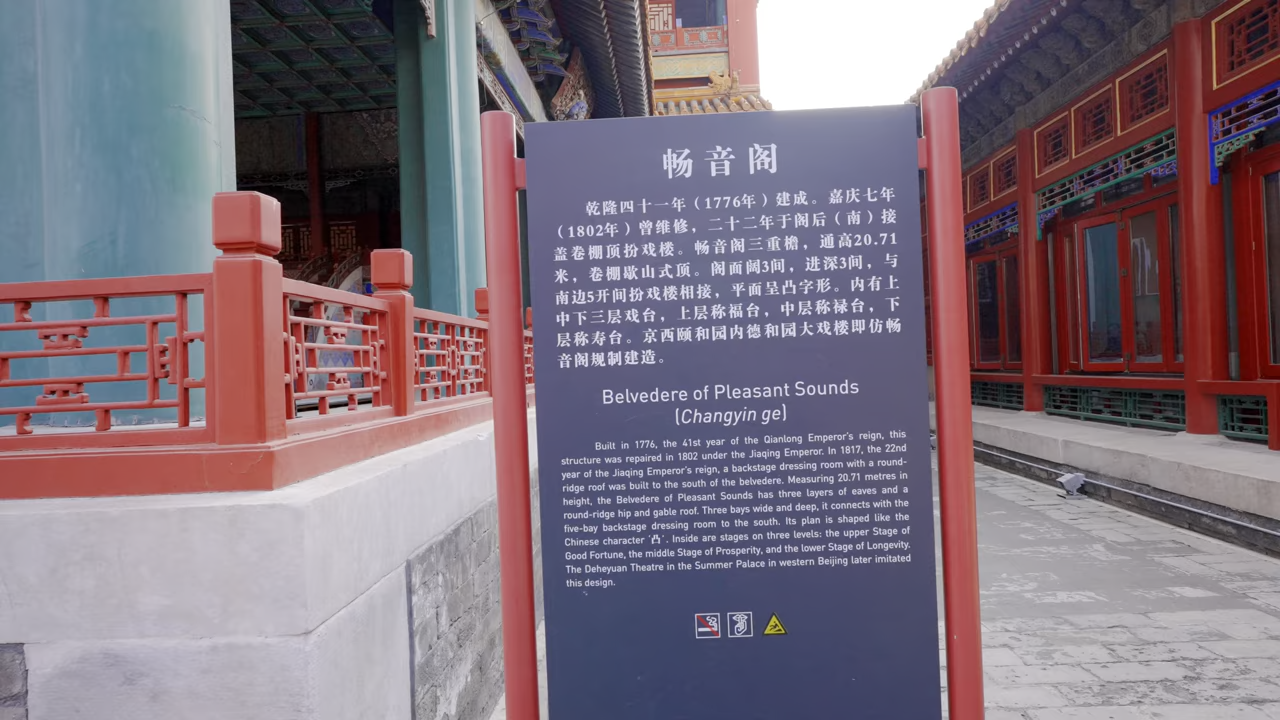 畅音阁
乾隆四十一年（1776年）建成。嘉庆七年
（1802年）曾维修，二十二年于阁后（南）接
盖卷棚顶扮戏楼。畅音阁三重檐，通高20.71
米，卷棚歇山式顶。阁面阔3间，进深3间，与
南边5开间扮戏楼相接，平面呈凸字形。内有上
中下三层戏台，上层称福台，中层称禄台，下
层称寿台。京西颐和园内德和园大戏楼即仿畅
音阁规制建造。
Belvedere of Pleasant Sounds
(Changyin ge)
Built in 1776, the 41st year of the Qianlong Emperor's reign, this
structure was repaired in 1802 under the Jiaqing Emperor. In 1817, the 22nd
year of the Jiaqing Emperor's reign, a backstage dressing room with a round-
ridge roof was built to the south of the belvedere. Measuring 20.71 metres in
height, the Belvedere of Pleasant Sounds has three layers of eaves and a
round-ridge hip and gable roof. Three bays wide and deep, it connects with the
five-bay backstage dressing room to the south. Its plan is shaped like the
Chinese character '凸'. Inside are stages on three levels: the upper Stage of
Good Fortune, the middle Stage of Prosperity, and the lower Stage of Longevity.
The Deheyuan Theatre in the Summer Palace in western Beijing later imitated
this design.